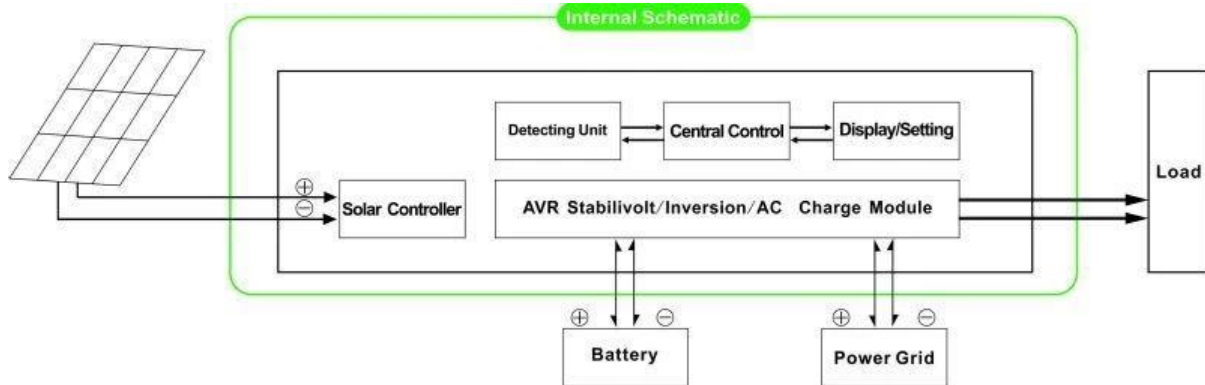 Internal Schematic
Detecting Unit
Central Control
Display/Setting
Load
⊕
⊖
Solar Controller
AVR Stabilivolt/Inversion/AC Charge Module
⊕ ⊖
Battery
⊕ ⊖
Power Grid